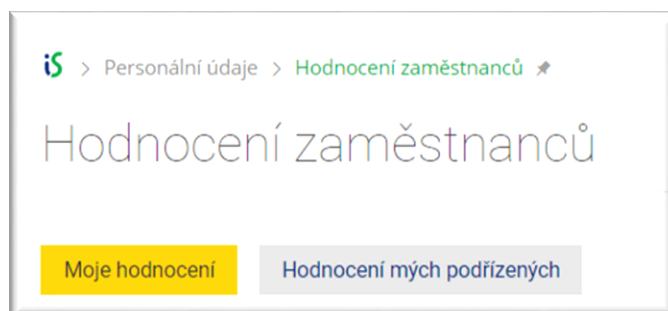 iS > Personální údaje > Hodnocení zaměstnanců
Hodnocení zaměstnanců
Moje hodnocení Hodnocení mých podřízených